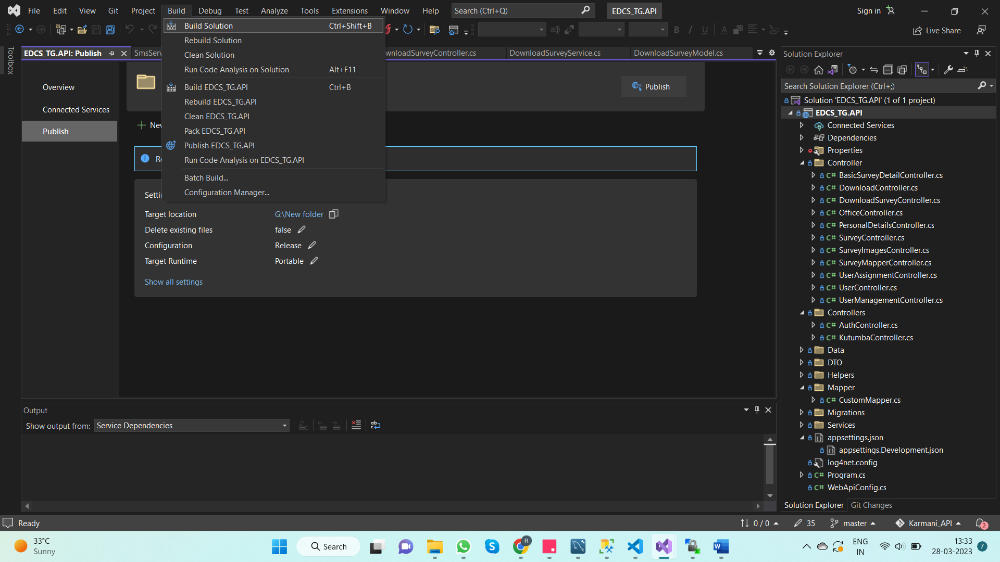 File Edit View Git Project Build Debug Test Analyze Tools Extensions Window Help Search (Ctrl+Q) EDCS_TG.API Sign in
Live Share
Build Solution Ctrl+Shift+B
Rebuild Solution
Clean Solution
Run Code Analysis on Solution Alt+F11
Build EDCS_TG.API Ctrl+B
Rebuild EDCS_TG.API
Clean EDCS_TG.API
Pack EDCS_TG.API
Publish EDCS_TG.API
Run Code Analysis on EDCS_TG.API
Batch Build...
Configuration Manager...
Toolbox
EDCS_TG.API: Publish SmsServ wnloadSurveyController.cs DownloadSurveyService.cs DownloadSurveyModel.cs
Overview
Connected Services
Publish
Publish
New
Re
Settin
Target location G:\New folder
Delete existing files false
Configuration Release
Target Runtime Portable
Show all settings
Output
Show output from: Service Dependencies
Solution Explorer
Search Solution Explorer (Ctrl+;)
Solution 'EDCS_TG.API' (1 of 1 project)
EDCS_TG.API
Connected Services
Dependencies
Properties
Controller
C# BasicSurveyDetailController.cs
C# DownloadController.cs
C# DownloadSurveyController.cs
C# OfficeController.cs
C# PersonalDetailsController.cs
C# SurveyController.cs
C# SurveyImagesController.cs
C# SurveyMapperController.cs
C# UserAssignmentController.cs
C# UserController.cs
C# UserManagementController.cs
Controllers
C# AuthController.cs
C# KutumbaController.cs
Data
DTO
Helpers
Mapper
C# CustomMapper.cs
Migrations
Services
appsettings.json
appsettings.Development.json
log4net.config
C# Program.cs
C# WebApiConfig.cs
Solution Explorer Git Changes
Ready 0 / 0 35 master Karmani_API 2
33°C
Sunny
Search
R
ENG
IN
13:33
28-03-2023
7